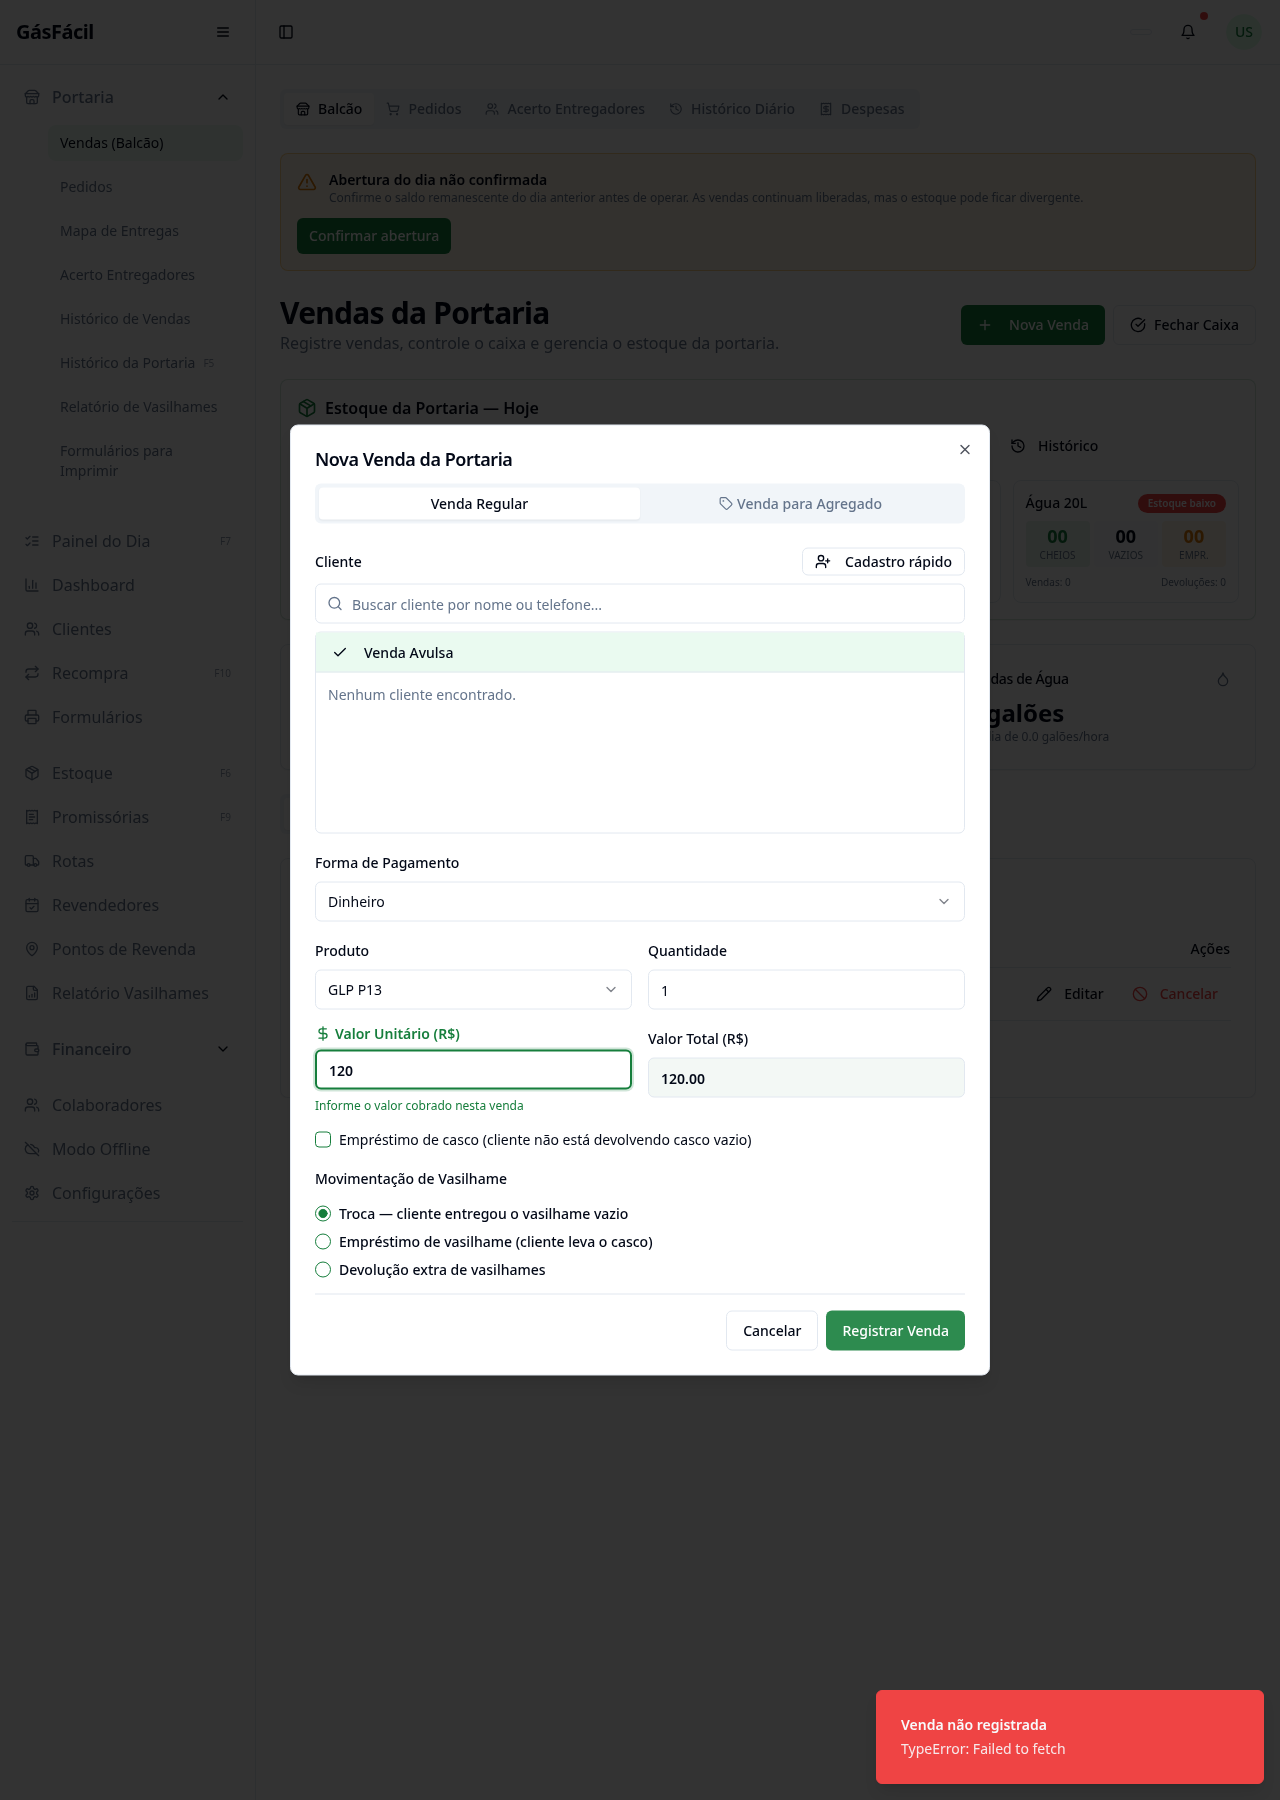 GásFácil
US
Portaria
Vendas (Balcão)
Pedidos
Mapa de Entregas
Acerto Entregadores
Histórico de Vendas
Histórico da Portaria F5
Relatório de Vasilhames
Formulários para
Imprimir
Painel do Dia F7
Dashboard
Clientes
Recompra F10
Formulários
Estoque F6
Promissórias F9
Rotas
Revendedores
Pontos de Revenda
Relatório Vasilhames
Financeiro
Colaboradores
Modo Offline
Configurações
Balcão Pedidos Acerto Entregadores Histórico Diário Despesas
Abertura do dia não confirmada
Confirme o saldo remanescente do dia anterior antes de operar. As vendas continuam liberadas, mas o estoque pode ficar divergente.
Confirmar abertura
Vendas da Portaria
Registre vendas, controle o caixa e gerencie o estoque da portaria.
Nova Venda
Fechar Caixa
Estoque da Portaria — Hoje
Histórico
Água 20L Estoque baixo
00 00 00
CHEIOS VAZIOS EMPR.
Vendas: 0 Devoluções: 0
das de Água
galões
ia de 0.0 galões/hora
Ações
Editar Cancelar
Nova Venda da Portaria
Venda Regular
Venda para Agregado
Cliente
Cadastro rápido
Buscar cliente por nome ou telefone...
Venda Avulsa
Nenhum cliente encontrado.
Forma de Pagamento
Dinheiro
Produto Quantidade
GLP P13 1
Valor Unitário (R$) Valor Total (R$)
120 120.00
Informe o valor cobrado nesta venda
Empréstimo de casco (cliente não está devolvendo casco vazio)
Movimentação de Vasilhame
Troca — cliente entregou o vasilhame vazio
Empréstimo de vasilhame (cliente leva o casco)
Devolução extra de vasilhames
Cancelar Registrar Venda
Venda não registrada
TypeError: Failed to fetch